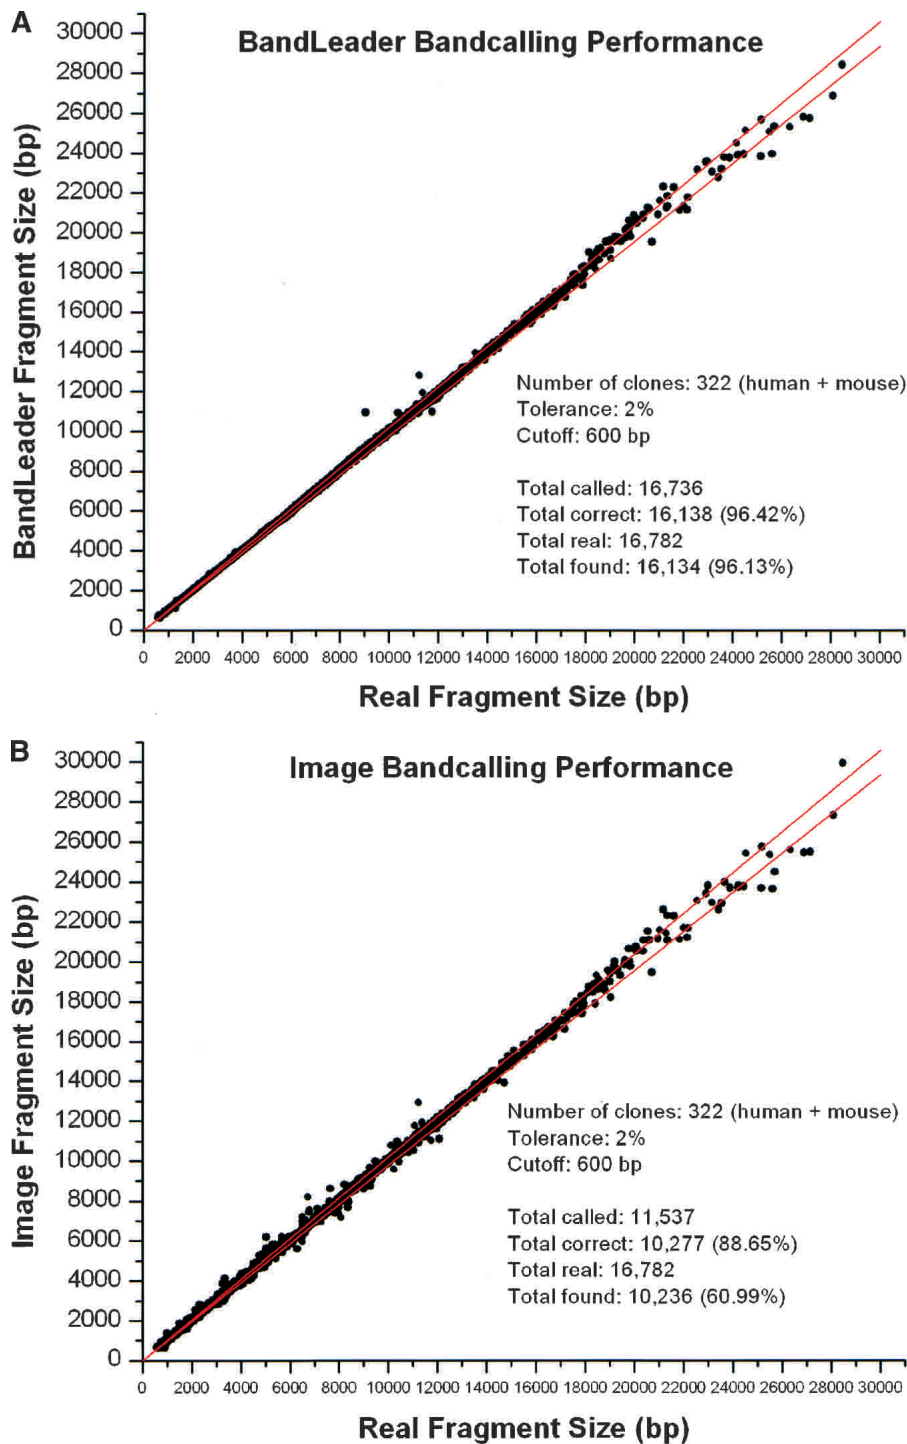 A
BandLeader Bandcalling Performance
BandLeader Fragment Size (bp)
30000
28000
26000
24000
22000
20000
18000
16000
14000
12000
10000
8000
6000
4000
2000
0
Number of clones: 322 (human + mouse)
Tolerance: 2%
Cutoff: 600 bp
Total called: 16,736
Total correct: 16,138 (96.42%)
Total real: 16,782
Total found: 16,134 (96.13%)
0 2000 4000 6000 8000 10000 12000 14000 16000 18000 20000 22000 24000 26000 28000 30000
Real Fragment Size (bp)
B
Image Bandcalling Performance
Image Fragment Size (bp)
30000
28000
26000
24000
22000
20000
18000
16000
14000
12000
10000
8000
6000
4000
2000
0
Number of clones: 322 (human + mouse)
Tolerance: 2%
Cutoff: 600 bp
Total called: 11,537
Total correct: 10,277 (88.65%)
Total real: 16,782
Total found: 10,236 (60.99%)
0 2000 4000 6000 8000 10000 12000 14000 16000 18000 20000 22000 24000 26000 28000 30000
Real Fragment Size (bp)